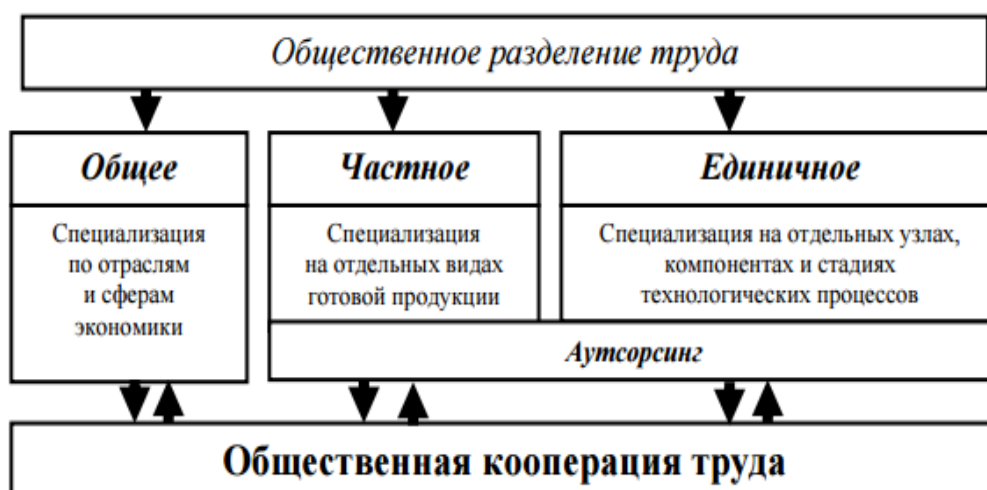 Общественное разделение труда
Общее
Специализация
по отраслям
и сферам
экономики
Частное
Специализация
на отдельных видах
готовой продукции
Единичное
Специализация на отдельных узлах,
компонентах и стадиях
технологических процессов
Аутсорсинг
Общественная кооперация труда